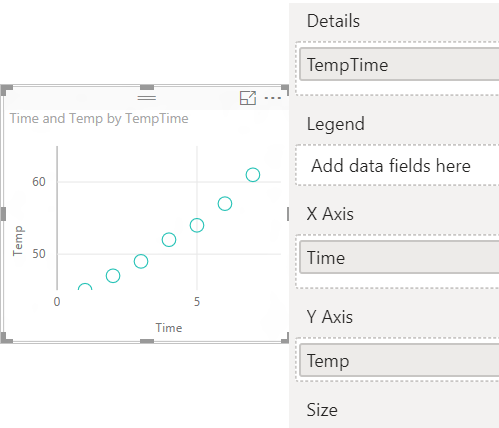 Time and Temp by TempTime
60
50
Temp
0
5
Time
Details
TempTime
Legend
Add data fields here
X Axis
Time
Y Axis
Temp
Size